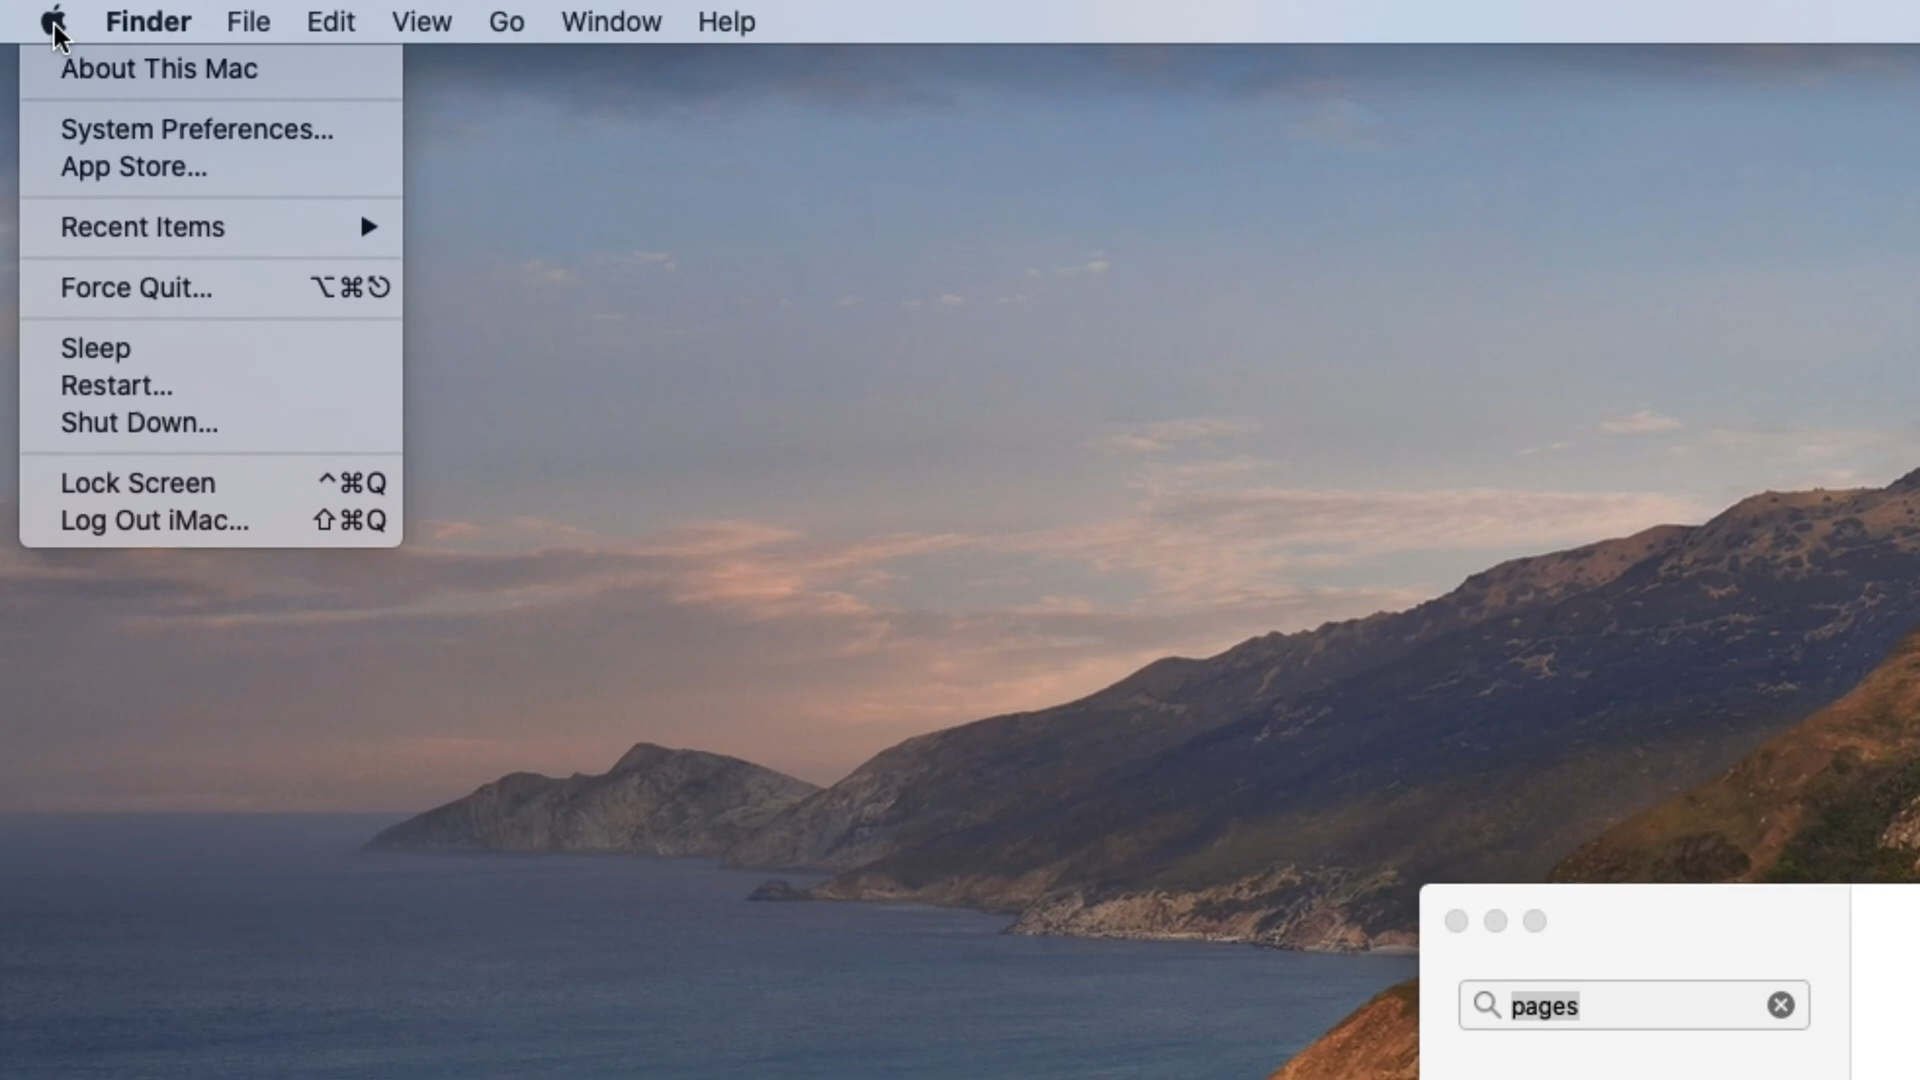 Finder File Edit View Go Window Help
About This Mac
System Preferences...
App Store...
Recent Items ▶
Force Quit... ⌥⌘⎋
Sleep
Restart...
Shut Down...
Lock Screen ^⌘Q
Log Out iMac... ⇧⌘Q
pages